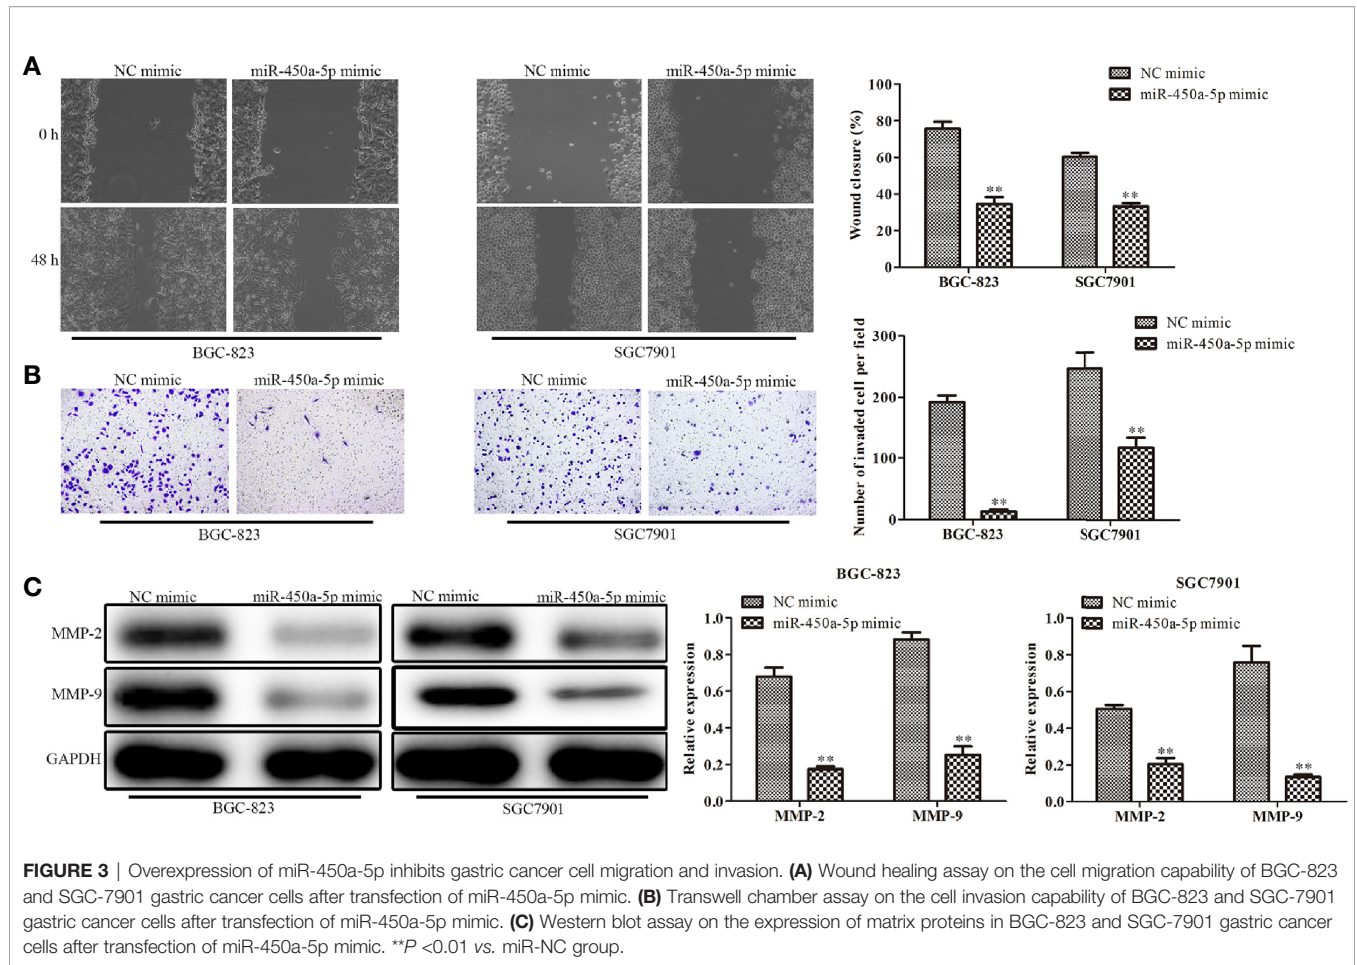 A
NC mimic
miR-450a-5p mimic
NC mimic
miR-450a-5p mimic
0 h
48 h
BGC-823
SGC7901
NC mimic
miR-450a-5p mimic
Wound closure (%)
100
80
60
40
20
0
**
**
BGC-823
SGC7901
B
NC mimic
miR-450a-5p mimic
NC mimic
miR-450a-5p mimic
BGC-823
SGC7901
NC mimic
miR-450a-5p mimic
Number of invaded cell per field
300
200
100
0
**
**
BGC-823
SGC7901
C
NC mimic
miR-450a-5p mimic
NC mimic
miR-450a-5p mimic
MMP-2
MMP-9
GAPDH
BGC-823
SGC7901
BGC-823
NC mimic
miR-450a-5p mimic
Relative expression
1.0
0.8
0.6
0.4
0.2
0.0
**
**
MMP-2
MMP-9
SGC7901
NC mimic
miR-450a-5p mimic
Relative expression
1.0
0.8
0.6
0.4
0.2
0.0
**
**
MMP-2
MMP-9
FIGURE 3 | Overexpression of miR-450a-5p inhibits gastric cancer cell migration and invasion. (A) Wound healing assay on the cell migration capability of BGC-823
and SGC-7901 gastric cancer cells after transfection of miR-450a-5p mimic. (B) Transwell chamber assay on the cell invasion capability of BGC-823 and SGC-7901
gastric cancer cells after transfection of miR-450a-5p mimic. (C) Western blot assay on the expression of matrix proteins in BGC-823 and SGC-7901 gastric cancer
cells after transfection of miR-450a-5p mimic. **P <0.01 vs. miR-NC group.